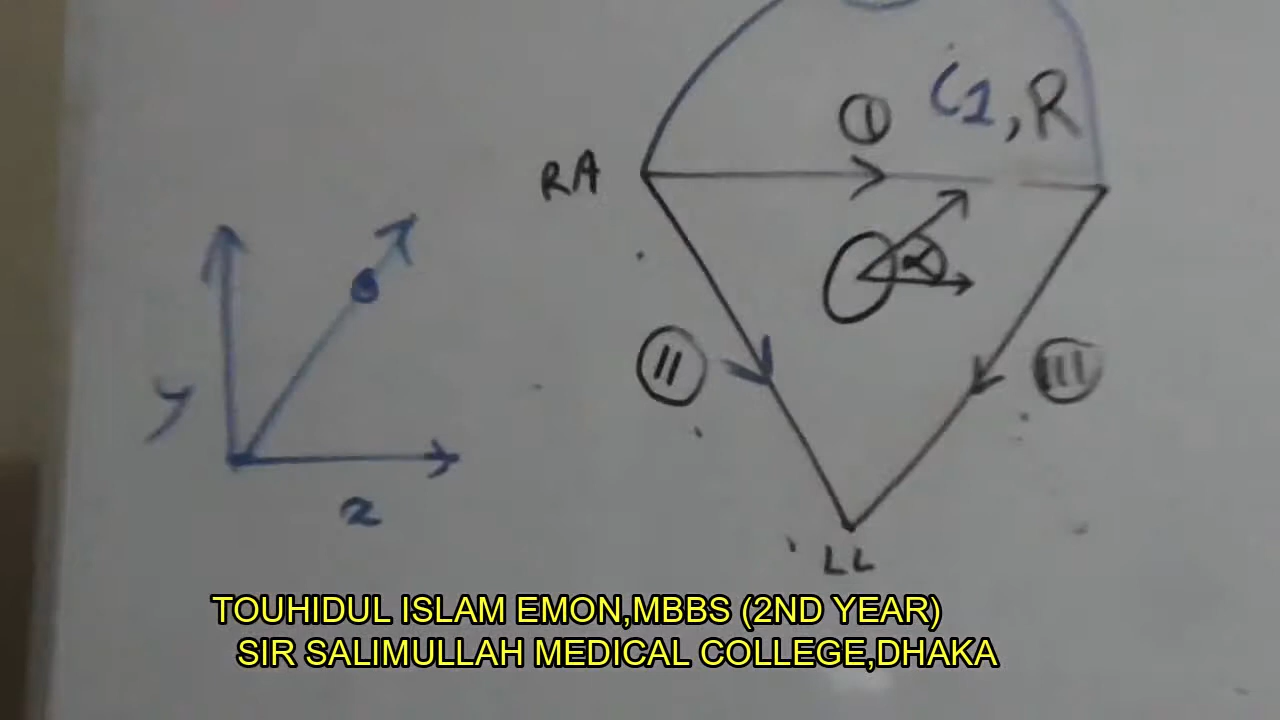 I
C1, R
RA
α
II
III
y
x
LL
TOUHIDUL ISLAM EMON,MBBS (2ND YEAR)
SIR SALIMULLAH MEDICAL COLLEGE,DHAKA